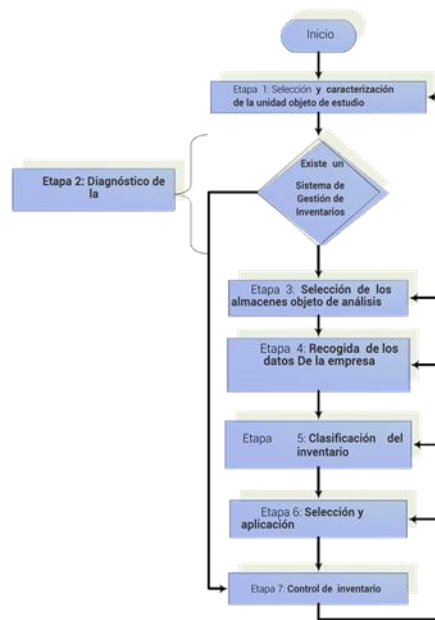 Inicio
Etapa 1: Selección y caracterización
de la unidad objeto de estudio
Existe un
Sistema de
Gestión de
Inventarios
Etapa 2: Diagnóstico de
la
Etapa 3: Selección de los
almacenes objeto de análisis
Etapa 4: Recogida de los
datos De la empresa
Etapa 5: Clasificación del
inventario
Etapa 6: Selección y
aplicación
Etapa 7: Control de inventario